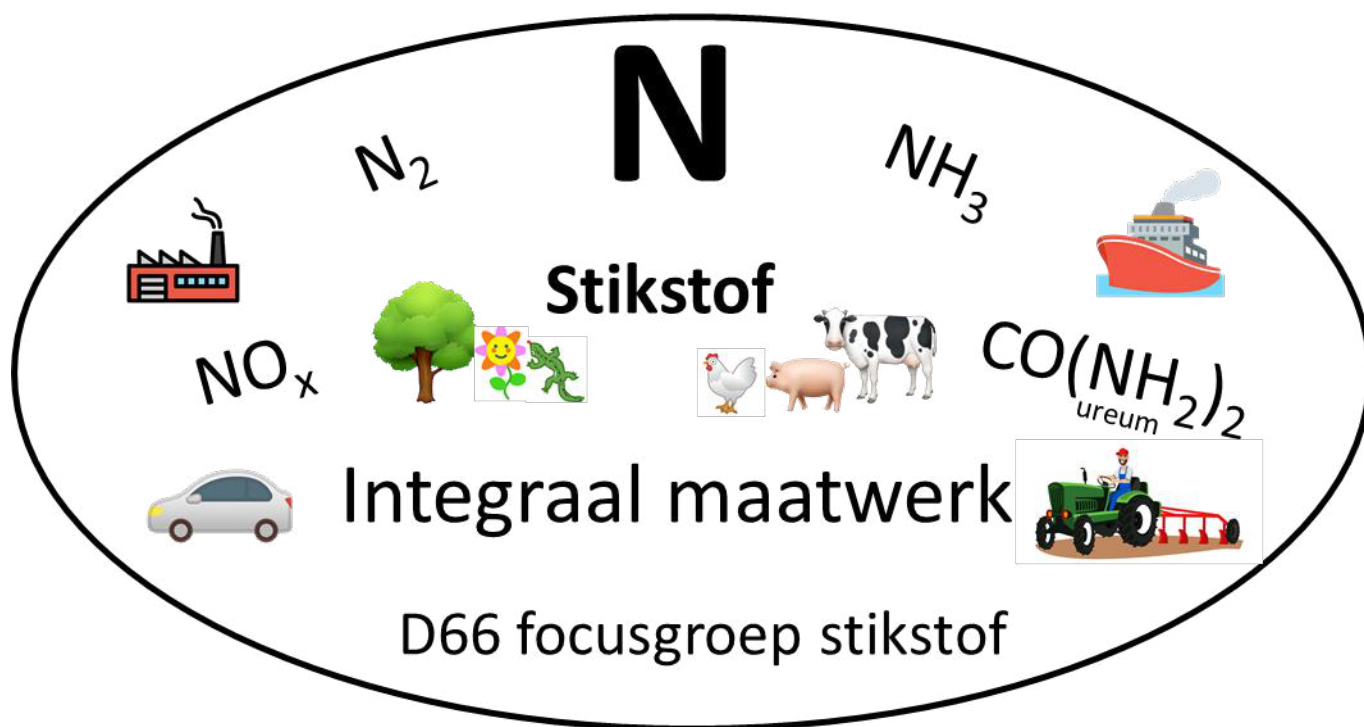 N
N₂
NH₃
Stikstof
NOₓ
CO(NH₂)₂
ureum
Integraal maatwerk
D66 focusgroep stikstof